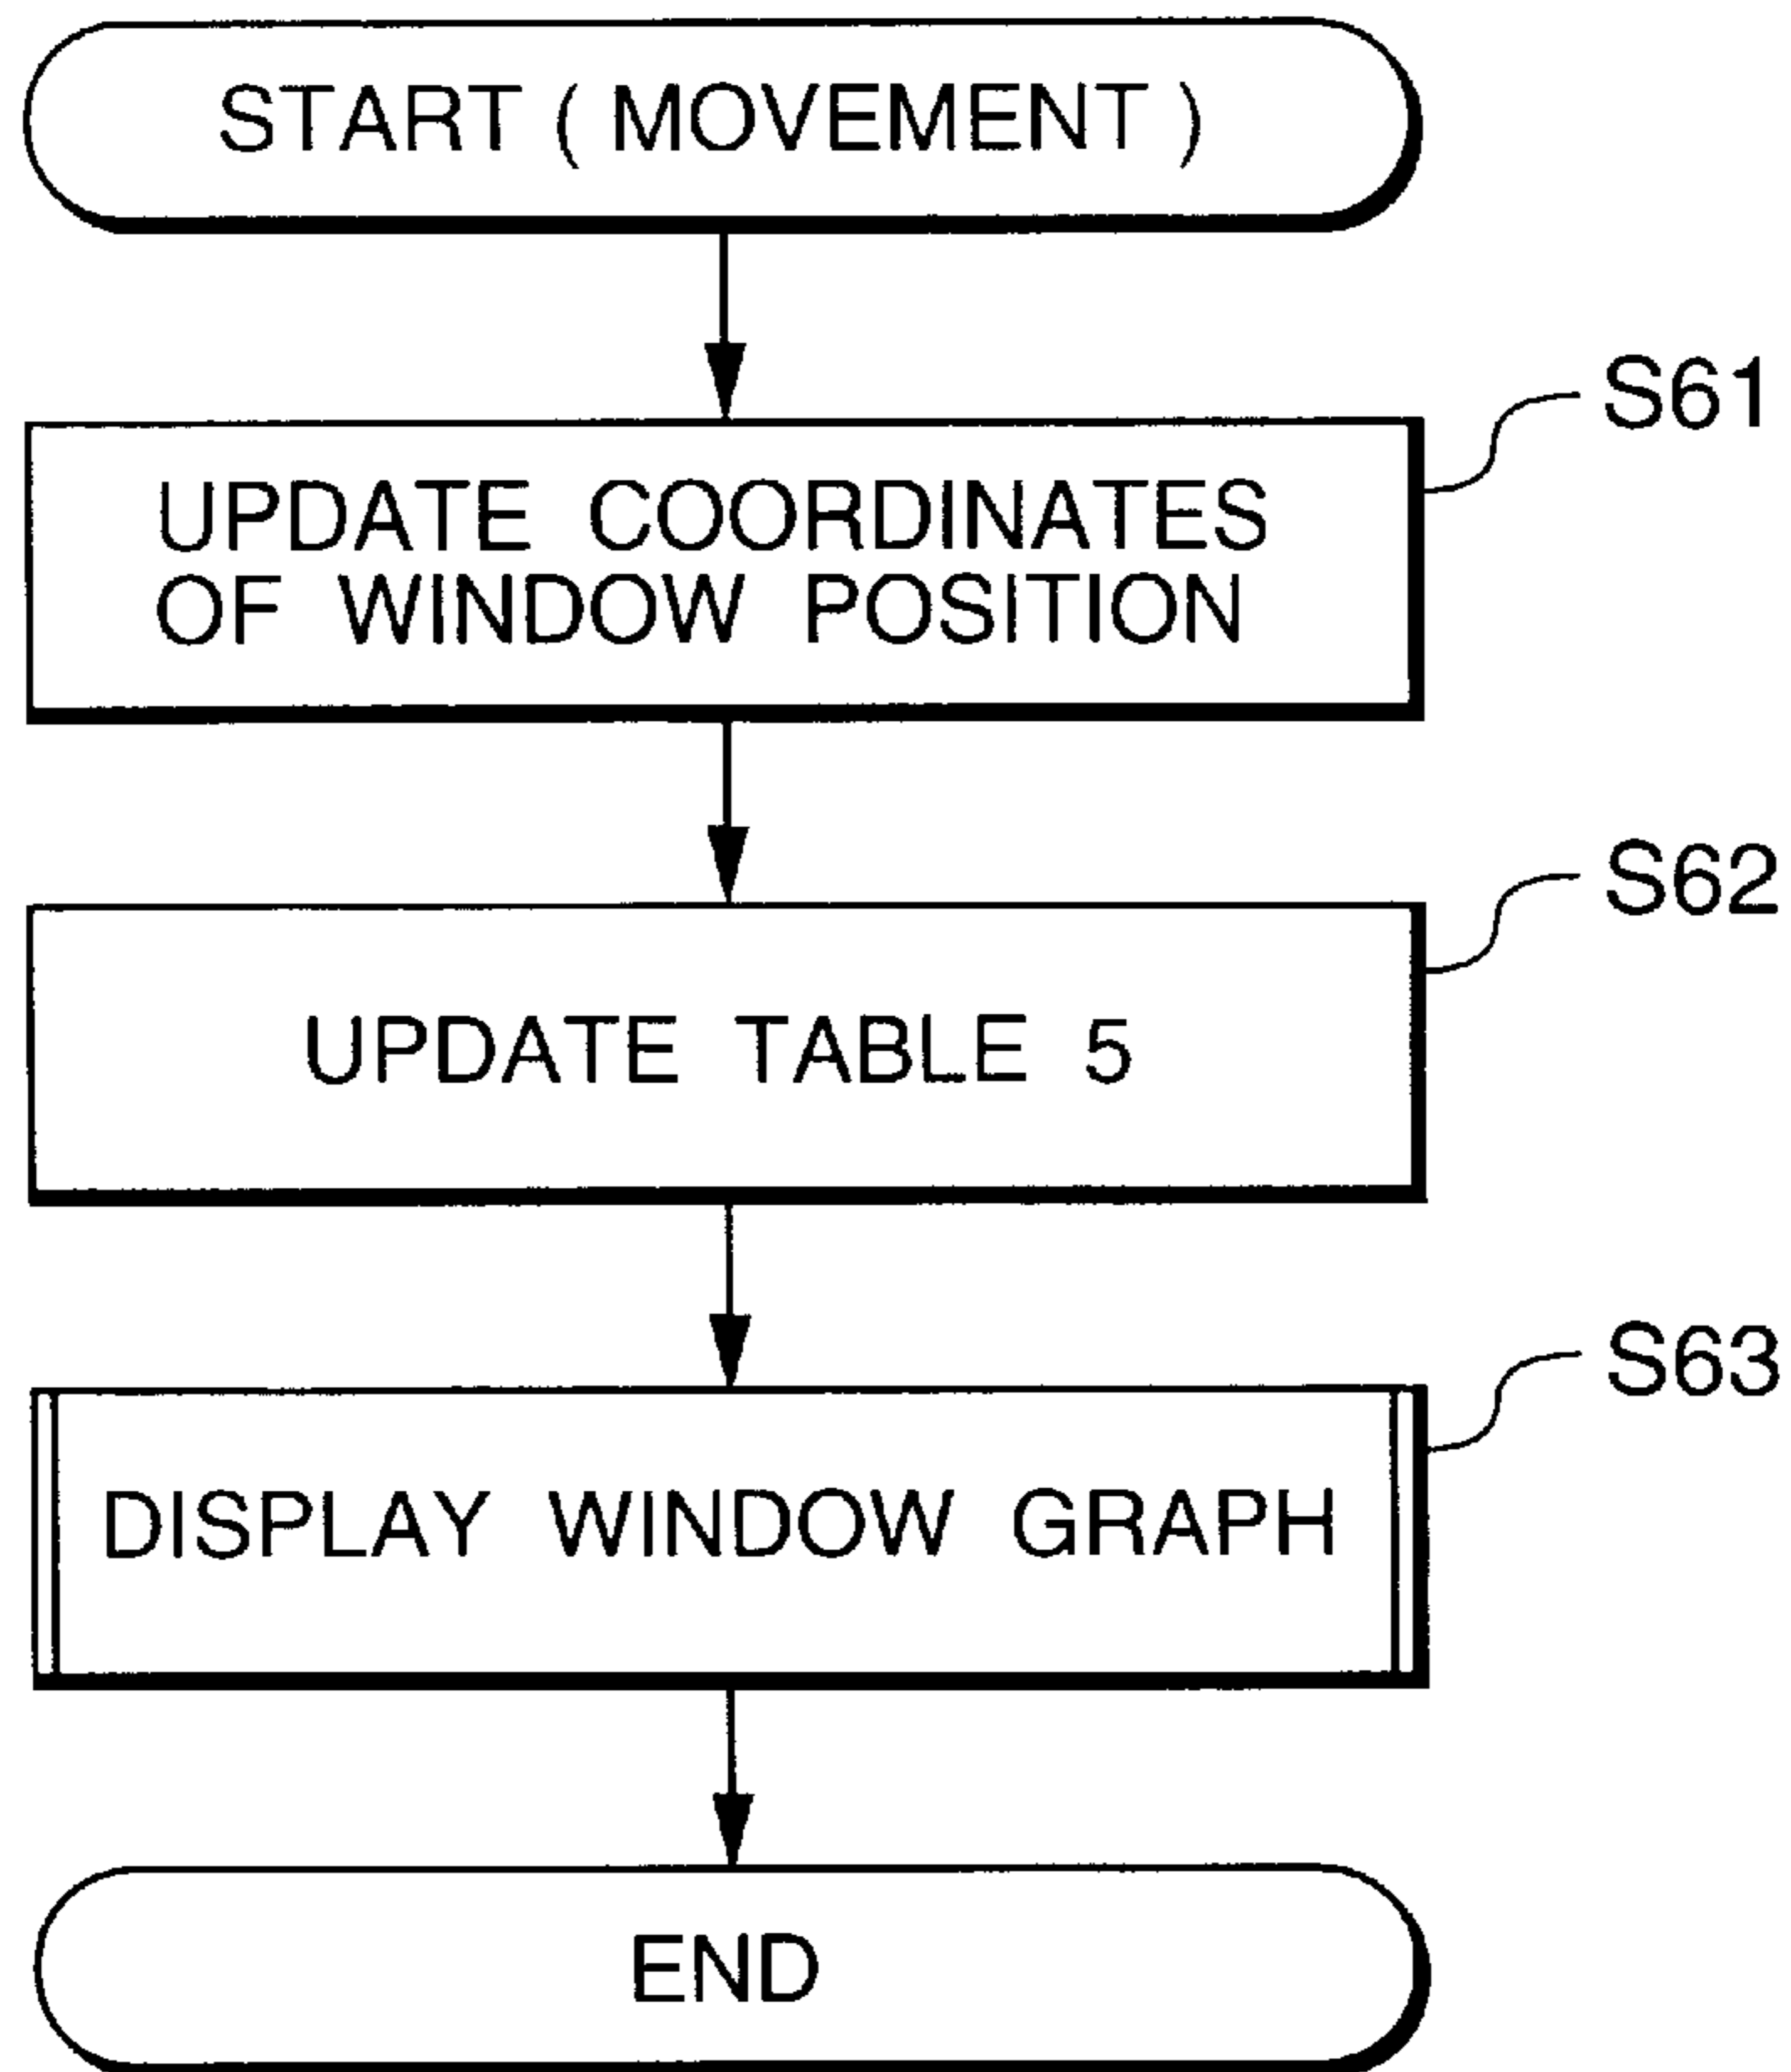 START ( MOVEMENT )
S61
UPDATE COORDINATES
OF WINDOW POSITION
S62
UPDATE TABLE 5
S63
DISPLAY WINDOW GRAPH
END